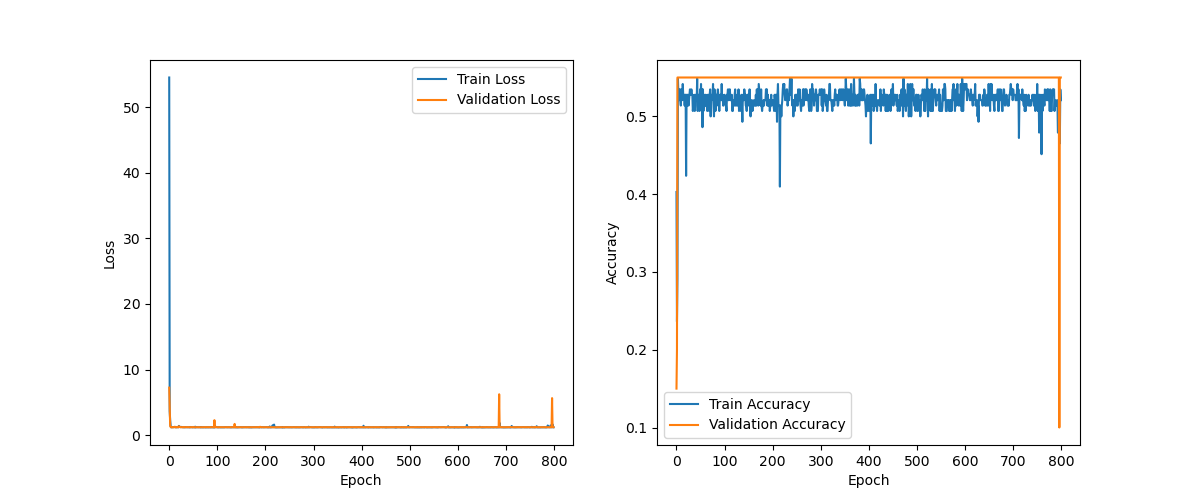 Train Loss
Validation Loss
50
40
30
20
10
0
Loss
0 100 200 300 400 500 600 700 800
Epoch
0.5
0.4
0.3
0.2
0.1
Accuracy
Train Accuracy
Validation Accuracy
0 100 200 300 400 500 600 700 800
Epoch